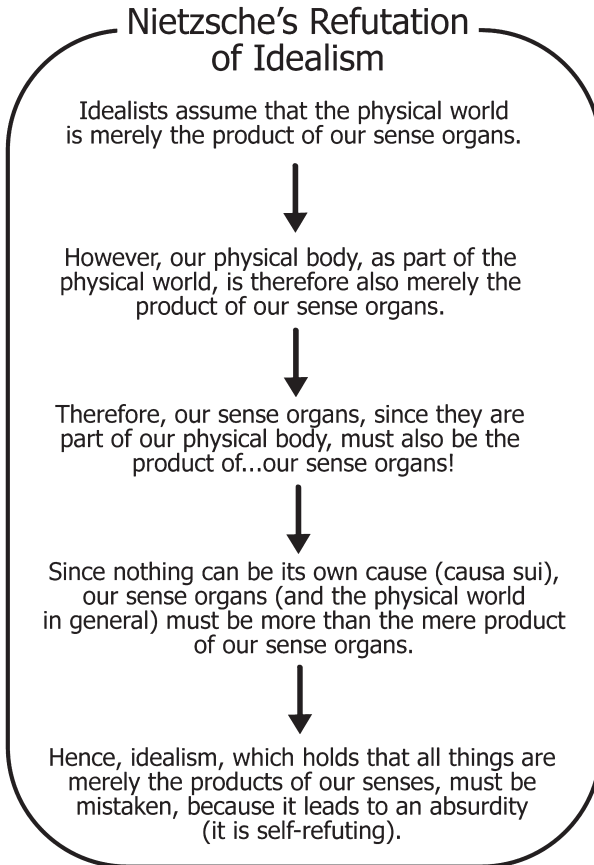 Nietzsche's Refutation
of Idealism
Idealists assume that the physical world
is merely the product of our sense organs.
However, our physical body, as part of the
physical world, is therefore also merely the
product of our sense organs.
Therefore, our sense organs, since they are
part of our physical body, must also be the
product of...our sense organs!
Since nothing can be its own cause (causa sui),
our sense organs (and the physical world
in general) must be more than the mere product
of our sense organs.
Hence, idealism, which holds that all things are
merely the products of our senses, must be
mistaken, because it leads to an absurdity
(it is self-refuting).